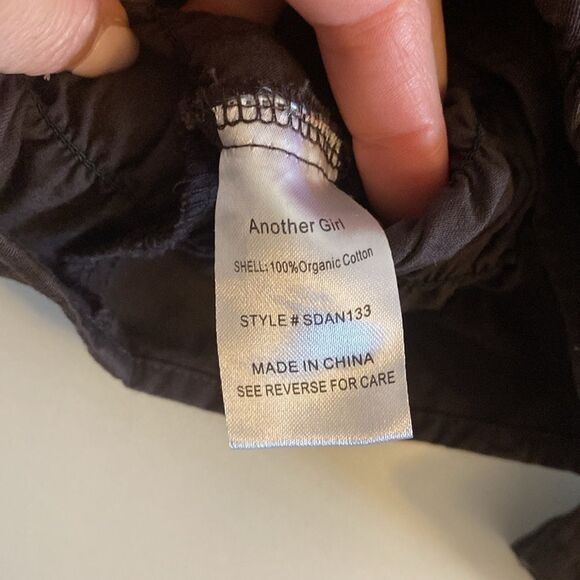 Another Girl
SHELL:100%Organic Cotton
STYLE#SDAN133
MADE IN CHINA
SEE REVERSE FOR CARE